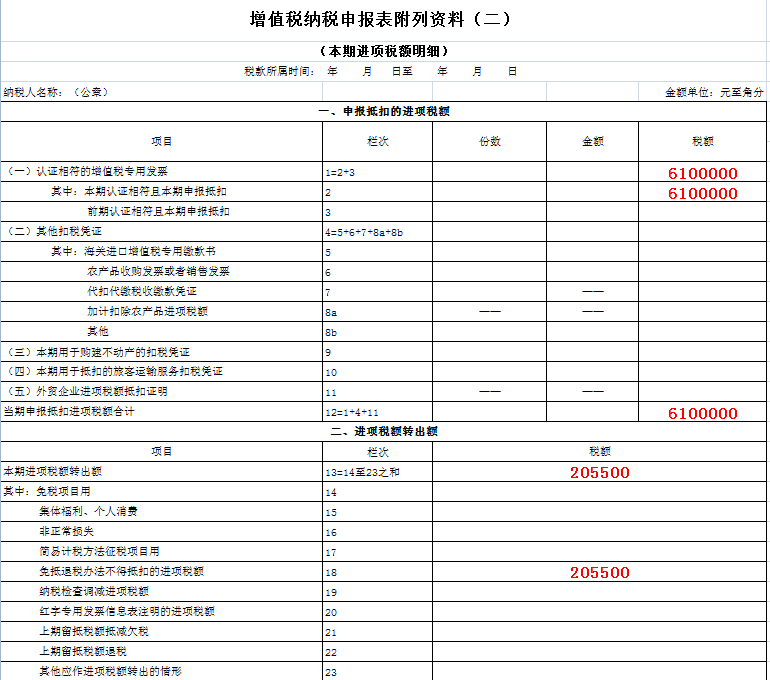 增值税纳税申报表附列资料（二）
（本期进项税额明细）
税款所属时间： 年 月 日至 年 月 日
纳税人名称：（公章） 金额单位：元至角分
一、申报抵扣的进项税额
项目 栏次 份数 金额 税额
（一）认证相符的增值税专用发票 1=2+3 6100000
其中：本期认证相符且本期申报抵扣 2 6100000
前期认证相符且本期申报抵扣 3
（二）其他扣税凭证 4=5+6+7+8a+8b
其中：海关进口增值税专用缴款书 5
农产品收购发票或者销售发票 6
代扣代缴税收缴款凭证 7 ——
加计扣除农产品进项税额 8a —— ——
其他 8b
（三）本期用于购建不动产的扣税凭证 9
（四）本期用于抵扣的旅客运输服务扣税凭证 10
（五）外贸企业进项税额抵扣证明 11 —— ——
当期申报抵扣进项税额合计 12=1+4+11 6100000
二、进项税额转出额
项目 栏次 税额
本期进项税额转出额 13=14至23之和 205500
其中：免税项目用 14
集体福利、个人消费 15
非正常损失 16
简易计税方法征税项目用 17
免抵退税办法不得抵扣的进项税额 18 205500
纳税检查调减进项税额 19
红字专用发票信息表注明的进项税额 20
上期留抵税额抵减欠税 21
上期留抵税额退税 22
其他应作进项税额转出的情形 23